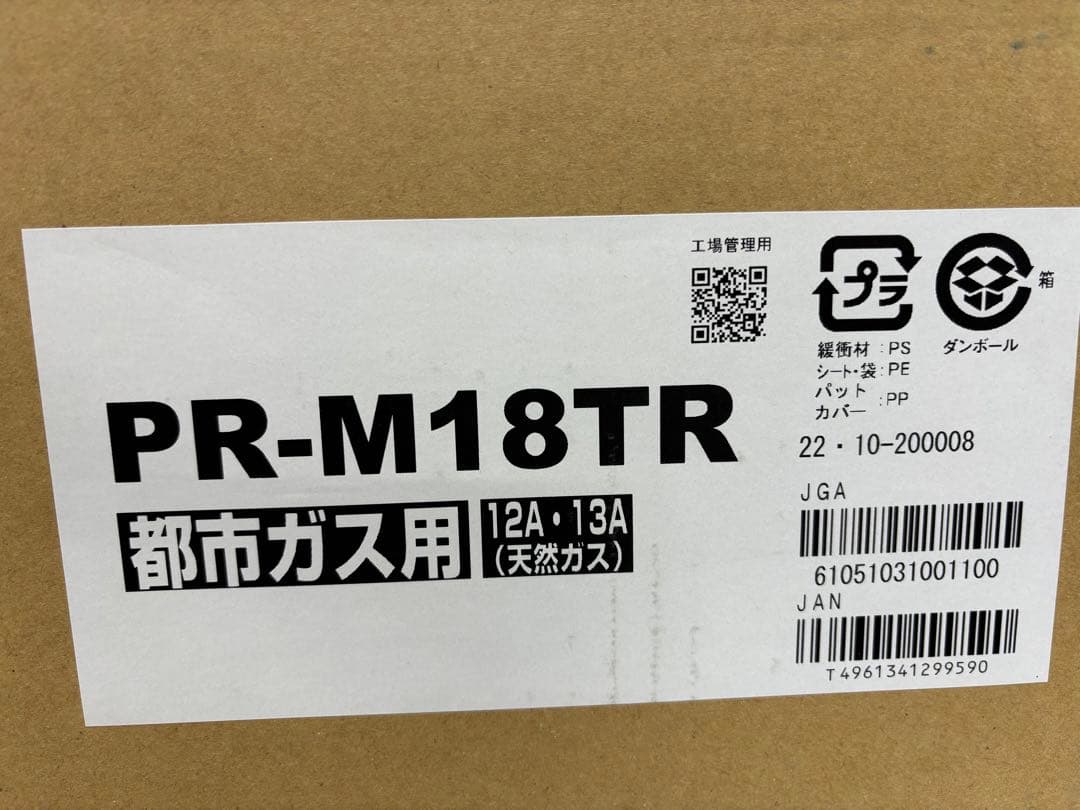 工場管理用
プラ
箱
ダンボール
緩衝材 :PS
シート・袋:PE
パット
カバー :PP
22・10-200008
PR-M18TR
都市ガス用
12A・13A
(天然ガス)
JGA
61051031001100
JAN
T4961341299590